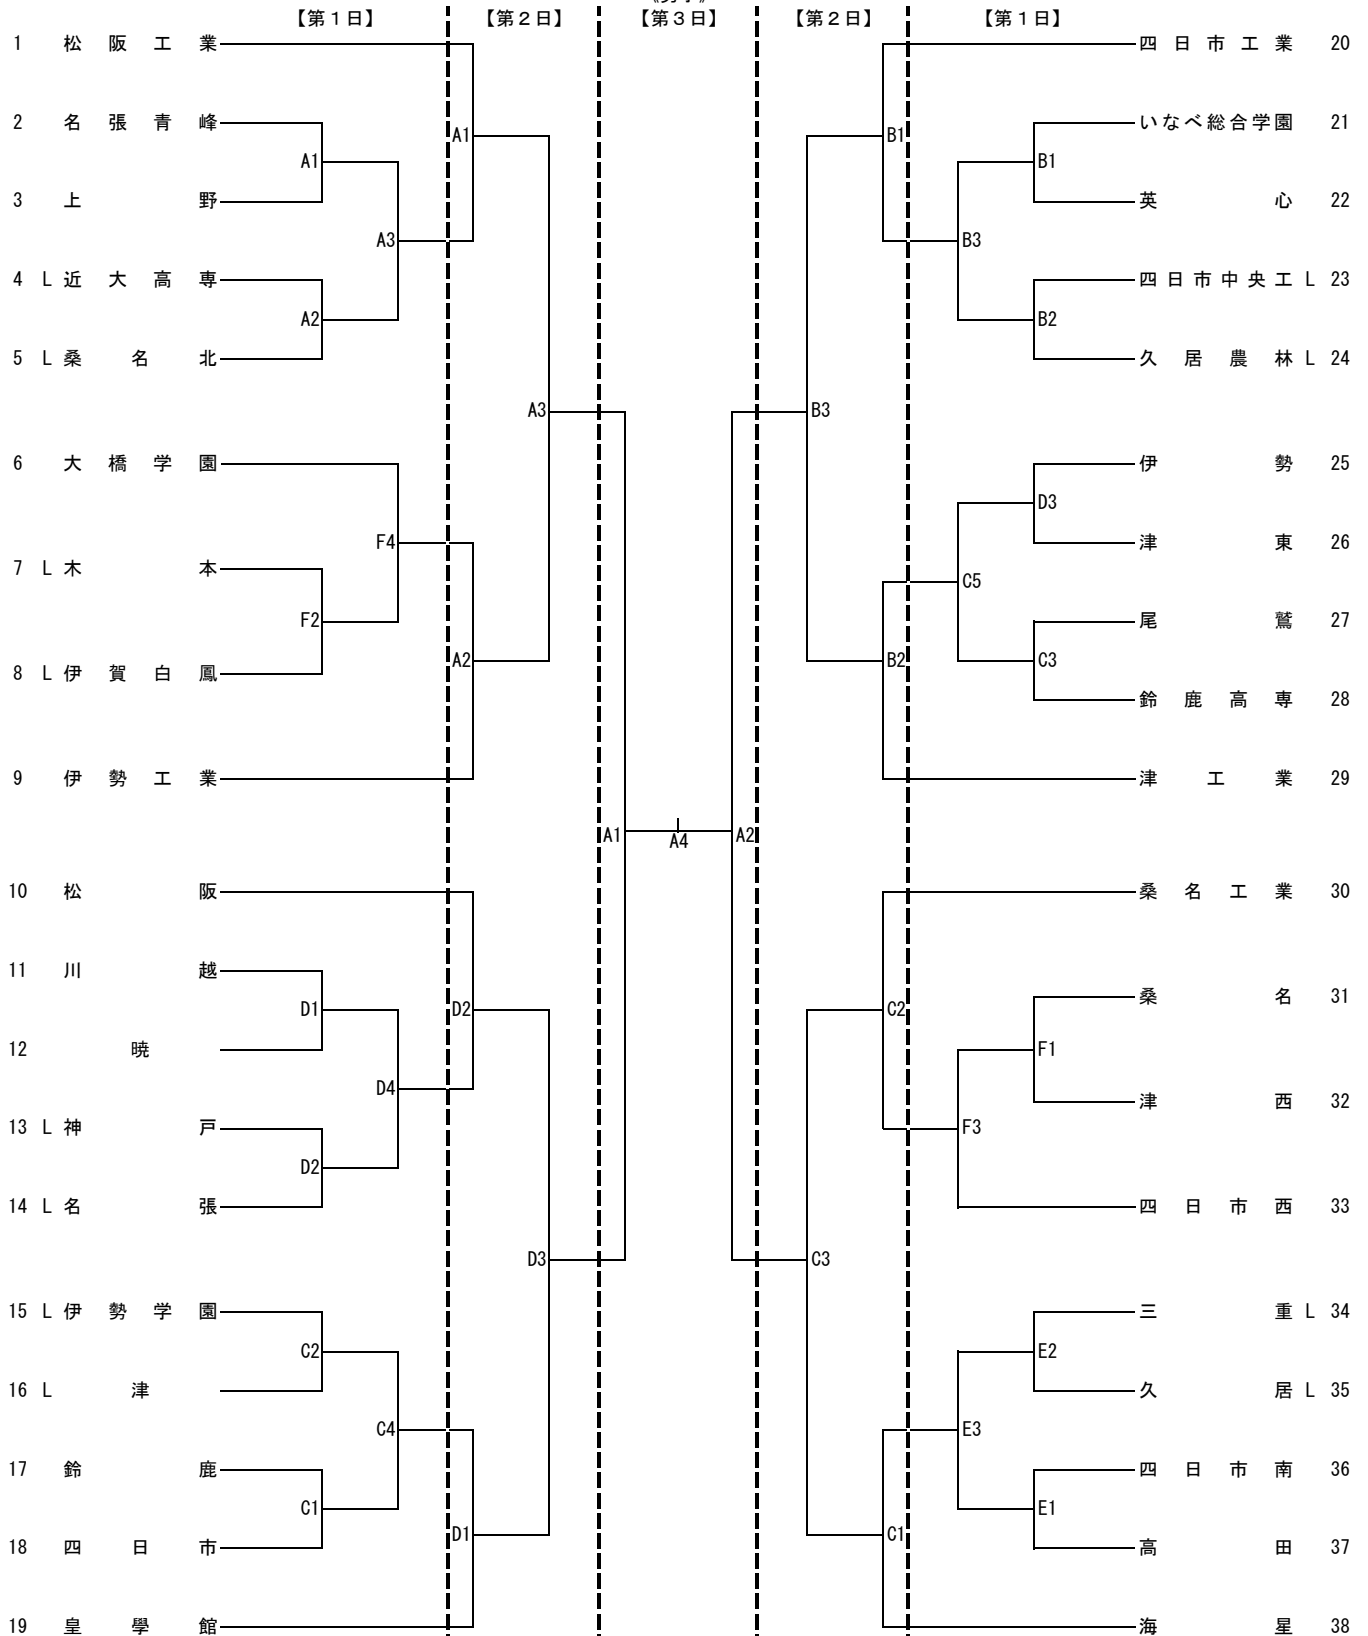 《男子》
【第１日】 【第２日】 【第３日】 【第２日】 【第１日】
1 松阪工業 四日市工業 20
2 名張青峰 いなべ総合学園 21
A1 B1
A1 B1
3 上野 英心 22
A3 B3
4 L 近大高専 四日市中央工 L 23
A2 B2
5 L 桑名北 久居農林 L 24
A3 B3
6 大橋学園 伊勢 25
D3
F4 津東 26
7 L 木本 C5
F2 尾鷲 27
A2 B2 C3
8 L 伊賀白鳳 鈴鹿高専 28
9 伊勢工業 津工業 29
A1 A4 A2
10 松阪 桑名工業 30
11 川越 桑名 31
D1 D2 C2
12 暁 F1
D4 津西 32
13 L 神戸 F3
D2
14 L 名張 四日市西 33
D3 C3
15 L 伊勢学園 三重 L 34
C2 E2
16 L 津 久居 L 35
C4 E3
17 鈴鹿 四日市南 36
C1 E1
D1 C1
18 四日市 高田 37
19 皇學館 海星 38